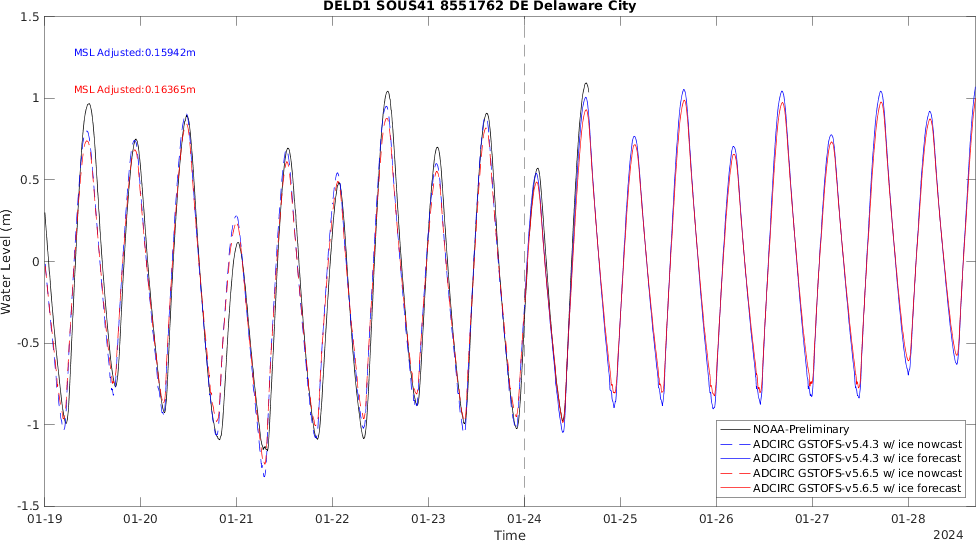 DELD1 SOUS41 8551762 DE Delaware City
1.5
MSL Adjusted:0.15942m
MSL Adjusted:0.16365m
1
0.5
0
-0.5
-1
-1.5
Water Level (m)
NOAA-Preliminary
ADCIRC GSTOFS-v5.4.3 w/ ice nowcast
ADCIRC GSTOFS-v5.4.3 w/ ice forecast
ADCIRC GSTOFS-v5.6.5 w/ ice nowcast
ADCIRC GSTOFS-v5.6.5 w/ ice forecast
01-19 01-20 01-21 01-22 01-23 01-24 01-25 01-26 01-27 01-28
Time
2024